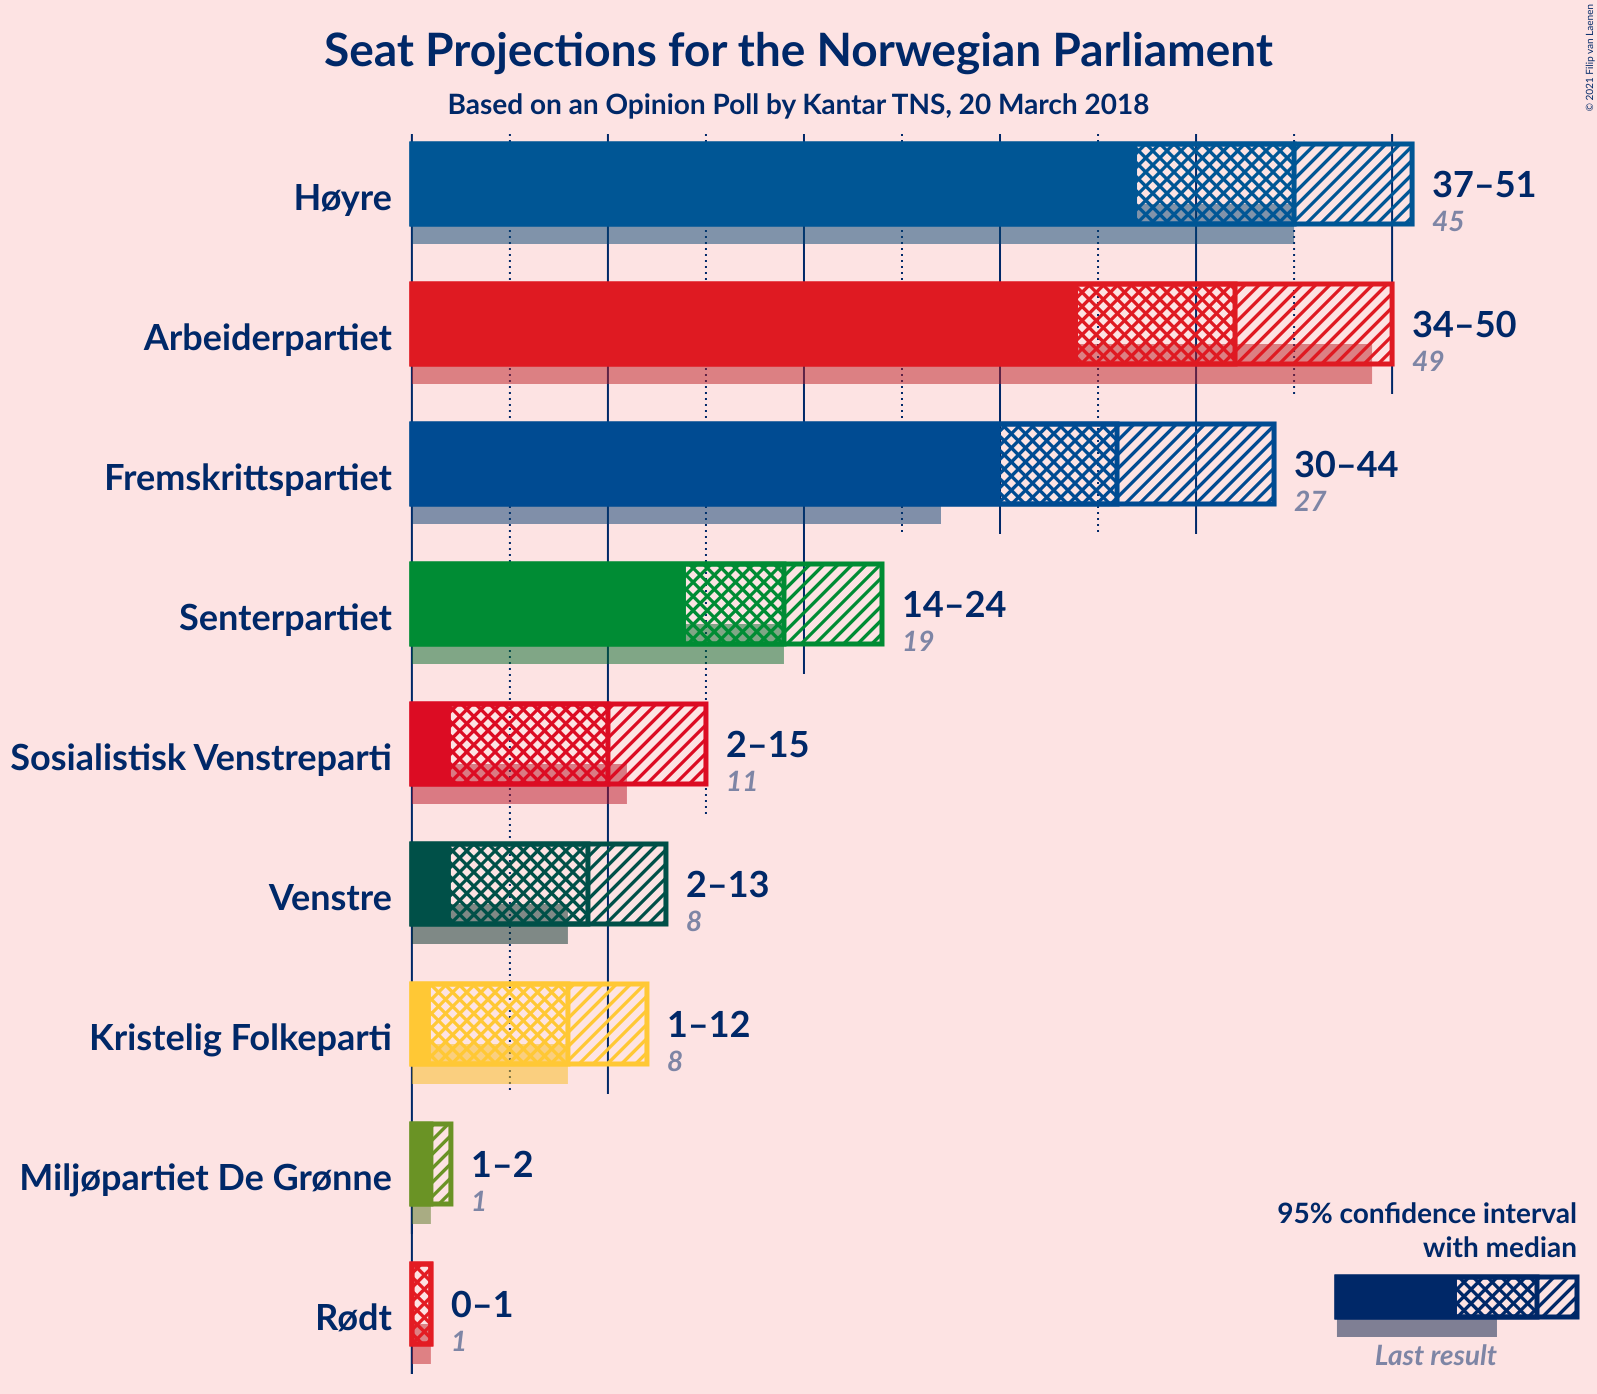 Seat Projections for the Norwegian Parliament
Based on an Opinion Poll by Kantar TNS, 20 March 2018
© 2021 Filip van Laenen
Høyre
37–51
45
Arbeiderpartiet
34–50
49
Fremskrittspartiet
30–44
27
Senterpartiet
14–24
19
Sosialistisk Venstreparti
2–15
11
Venstre
2–13
8
Kristelig Folkeparti
1–12
8
Miljøpartiet De Grønne
1–2
1
Rødt
0–1
1
95% confidence interval
with median
Last result